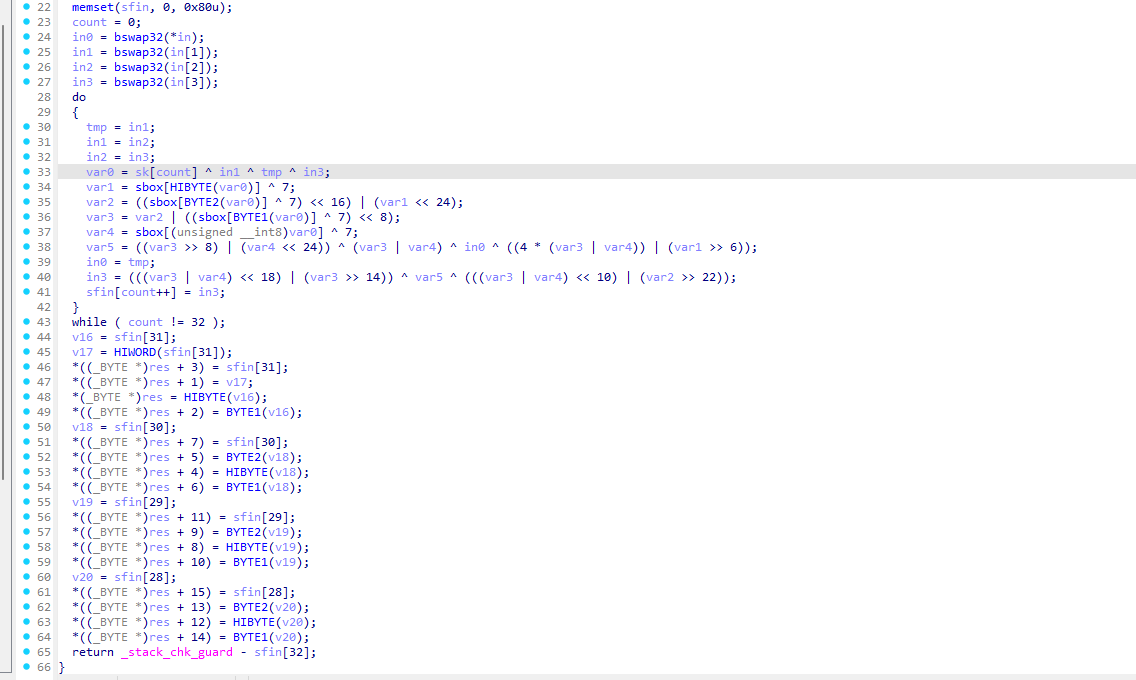 22 memset(sfin, 0, 0x80u);
23 count = 0;
24 in0 = bswap32(*in);
25 in1 = bswap32(in[1]);
26 in2 = bswap32(in[2]);
27 in3 = bswap32(in[3]);
28 do
29 {
30 tmp = in1;
31 in1 = in2;
32 in2 = in3;
33 var0 = sk[count] ^ in1 ^ tmp ^ in3;
34 var1 = sbox[HIBYTE(var0)] ^ 7;
35 var2 = ((sbox[BYTE2(var0)] ^ 7) << 16) | (var1 << 24);
36 var3 = var2 | ((sbox[BYTE1(var0)] ^ 7) << 8);
37 var4 = sbox[(unsigned __int8)var0] ^ 7;
38 var5 = ((var3 >> 8) | (var4 << 24)) ^ (var3 | var4) ^ in0 ^ ((4 * (var3 | var4)) | (var1 >> 6));
39 in0 = tmp;
40 in3 = (((var3 | var4) << 18) | (var3 >> 14)) ^ var5 ^ (((var3 | var4) << 10) | (var2 >> 22));
41 sfin[count++] = in3;
42 }
43 while ( count != 32 );
44 v16 = sfin[31];
45 v17 = HIWORD(sfin[31]);
46 *((_BYTE *)res + 3) = sfin[31];
47 *((_BYTE *)res + 1) = v17;
48 *(_BYTE *)res = HIBYTE(v16);
49 *((_BYTE *)res + 2) = BYTE1(v16);
50 v18 = sfin[30];
51 *((_BYTE *)res + 7) = sfin[30];
52 *((_BYTE *)res + 5) = BYTE2(v18);
53 *((_BYTE *)res + 4) = HIBYTE(v18);
54 *((_BYTE *)res + 6) = BYTE1(v18);
55 v19 = sfin[29];
56 *((_BYTE *)res + 11) = sfin[29];
57 *((_BYTE *)res + 9) = BYTE2(v19);
58 *((_BYTE *)res + 8) = HIBYTE(v19);
59 *((_BYTE *)res + 10) = BYTE1(v19);
60 v20 = sfin[28];
61 *((_BYTE *)res + 15) = sfin[28];
62 *((_BYTE *)res + 13) = BYTE2(v20);
63 *((_BYTE *)res + 12) = HIBYTE(v20);
64 *((_BYTE *)res + 14) = BYTE1(v20);
65 return _stack_chk_guard - sfin[32];
66 }